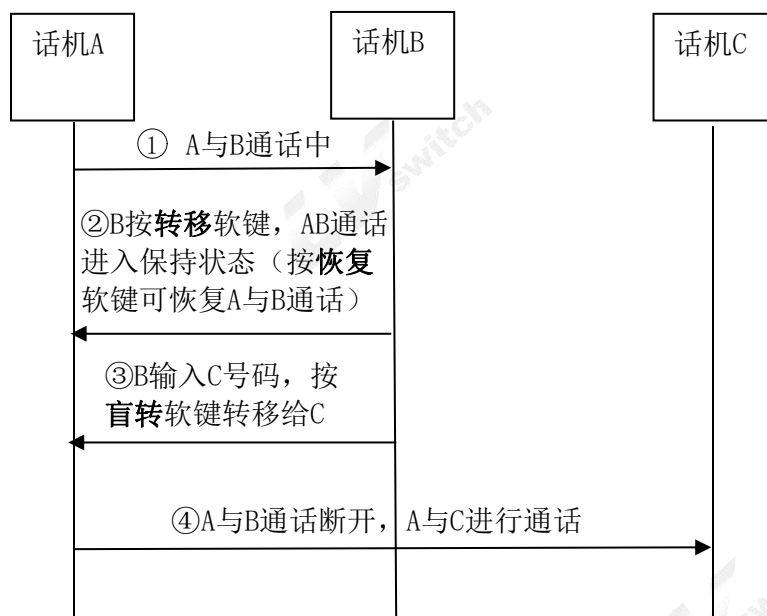 话机A
话机B
话机C
① A与B通话中
②B按转移软键，AB通话
进入保持状态（按恢复
软键可恢复A与B通话）
③B输入C号码，按
盲转软键转移给C
④A与B通话断开，A与C进行通话
switch